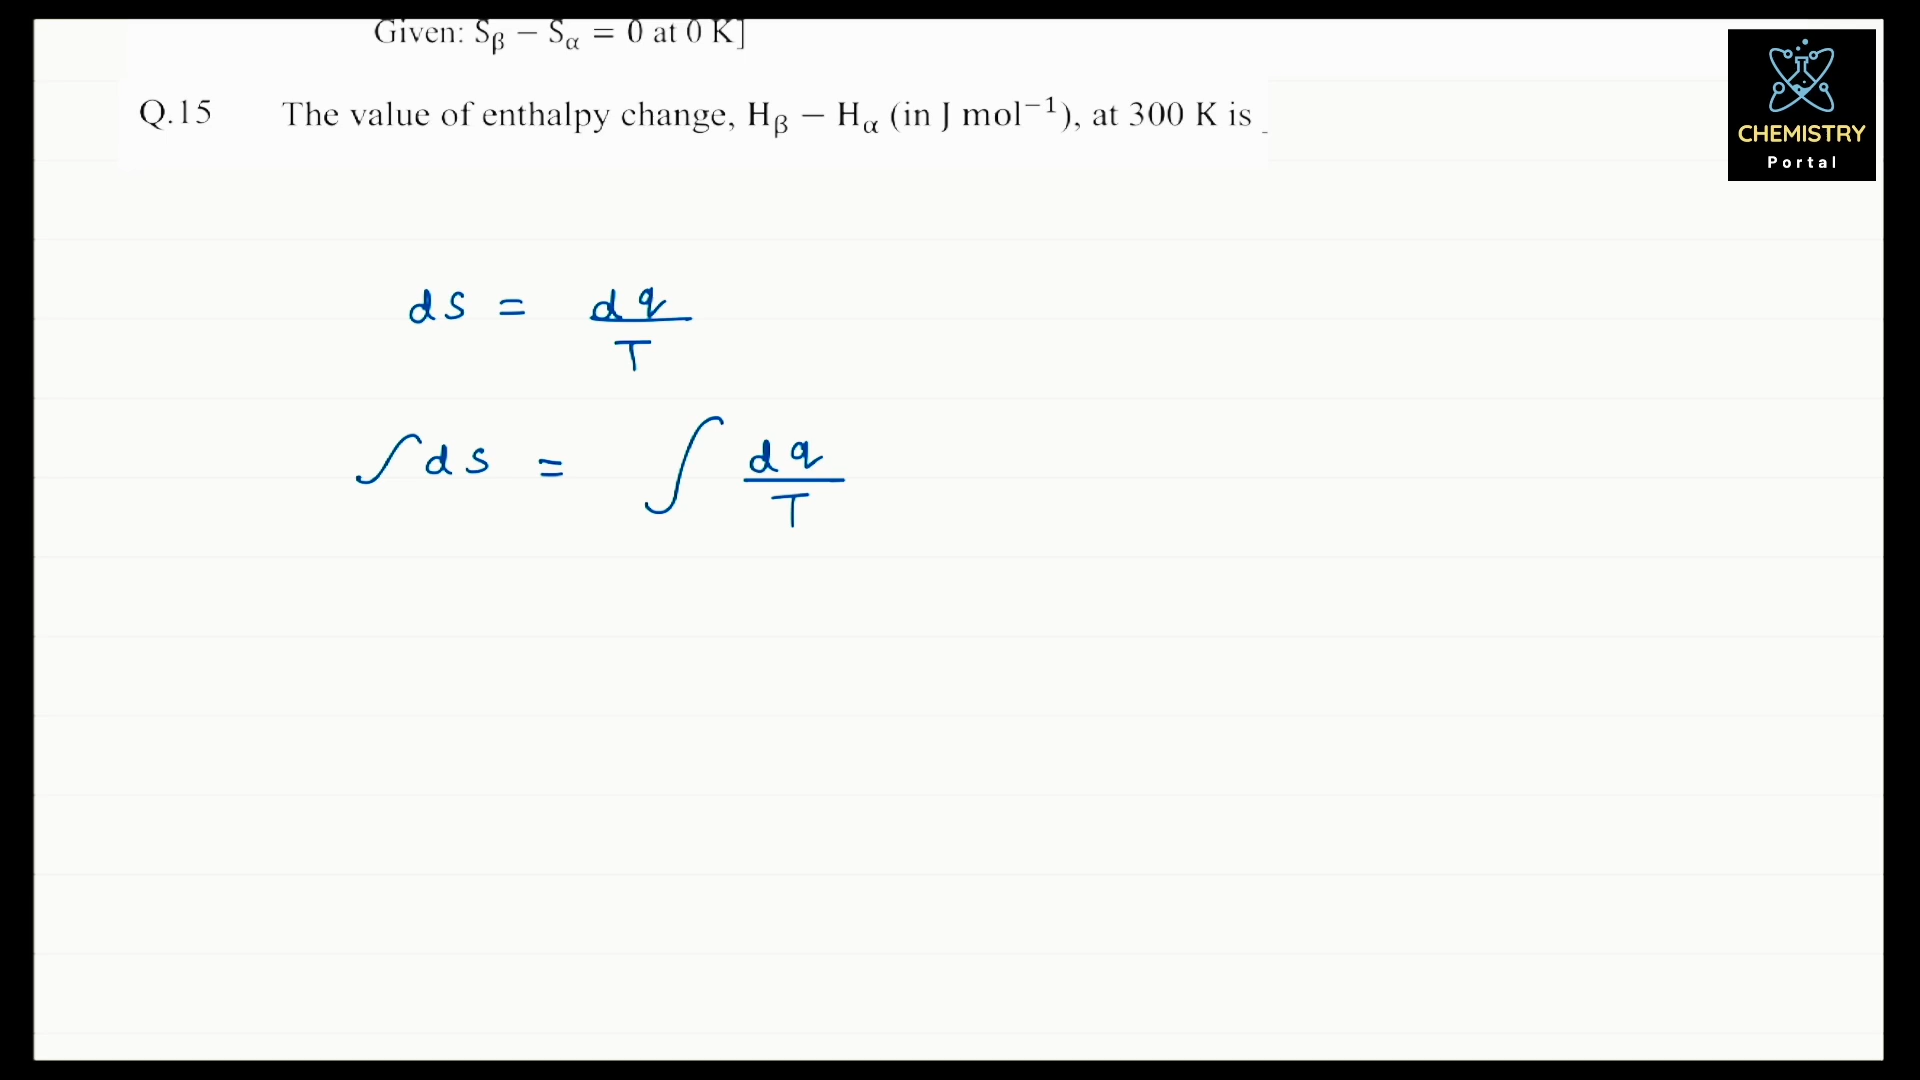 Given: Sβ − Sα = 0 at 0 K]
Q.15 The value of enthalpy change, Hβ − Hα (in J mol⁻¹), at 300 K is _
CHEMISTRY
Portal
ds = dq/T
∫ds = ∫ dq/T